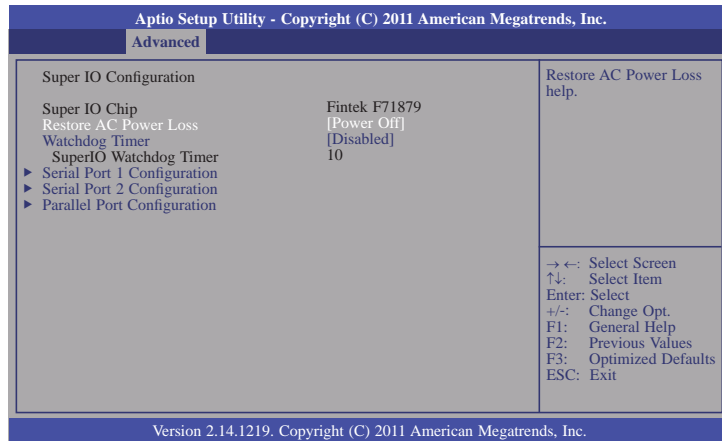 Aptio Setup Utility - Copyright (C) 2011 American Megatrends, Inc.
Advanced
Super IO Configuration
Super IO Chip Fintek F71879
Restore AC Power Loss [Power Off]
Watchdog Timer [Disabled]
SuperIO Watchdog Timer 10
▶ Serial Port 1 Configuration
▶ Serial Port 2 Configuration
▶ Parallel Port Configuration
Restore AC Power Loss
help.
→ ←: Select Screen
↑↓: Select Item
Enter: Select
+/-: Change Opt.
F1: General Help
F2: Previous Values
F3: Optimized Defaults
ESC: Exit
Version 2.14.1219. Copyright (C) 2011 American Megatrends, Inc.